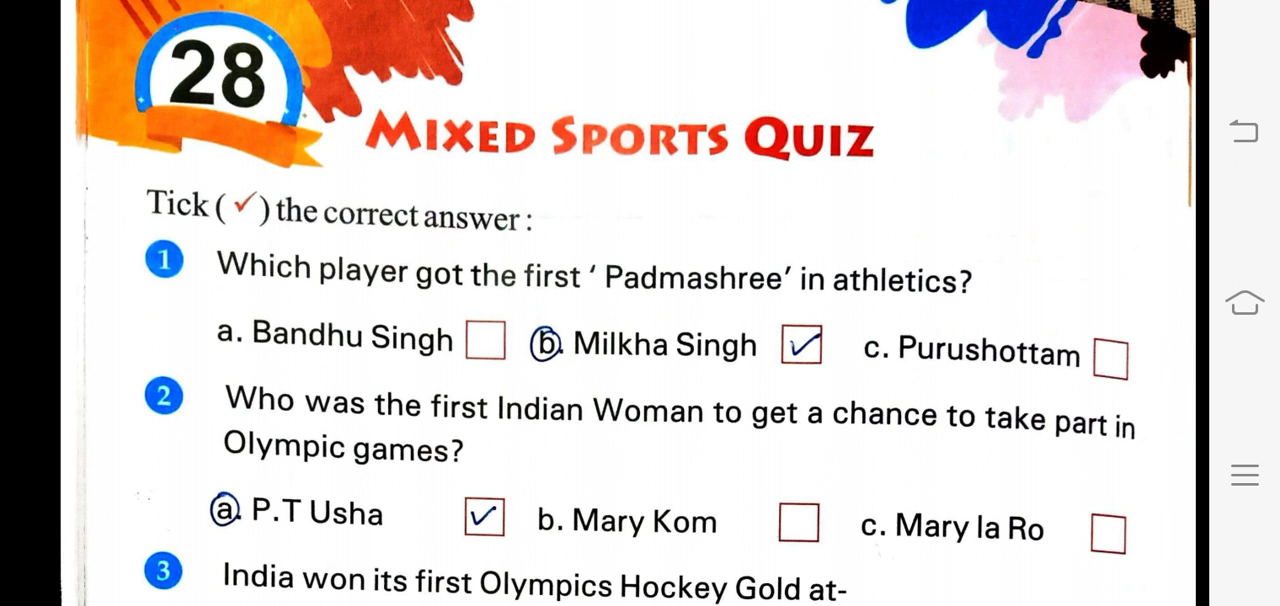 28
MIXED SPORTS QUIZ
Tick (✓) the correct answer :
1 Which player got the first ‘ Padmashree’ in athletics?
a. Bandhu Singh b. Milkha Singh ✓ c. Purushottam
2 Who was the first Indian Woman to get a chance to take part in
Olympic games?
a. P.T Usha ✓ b. Mary Kom c. Mary la Ro
3 India won its first Olympics Hockey Gold at-